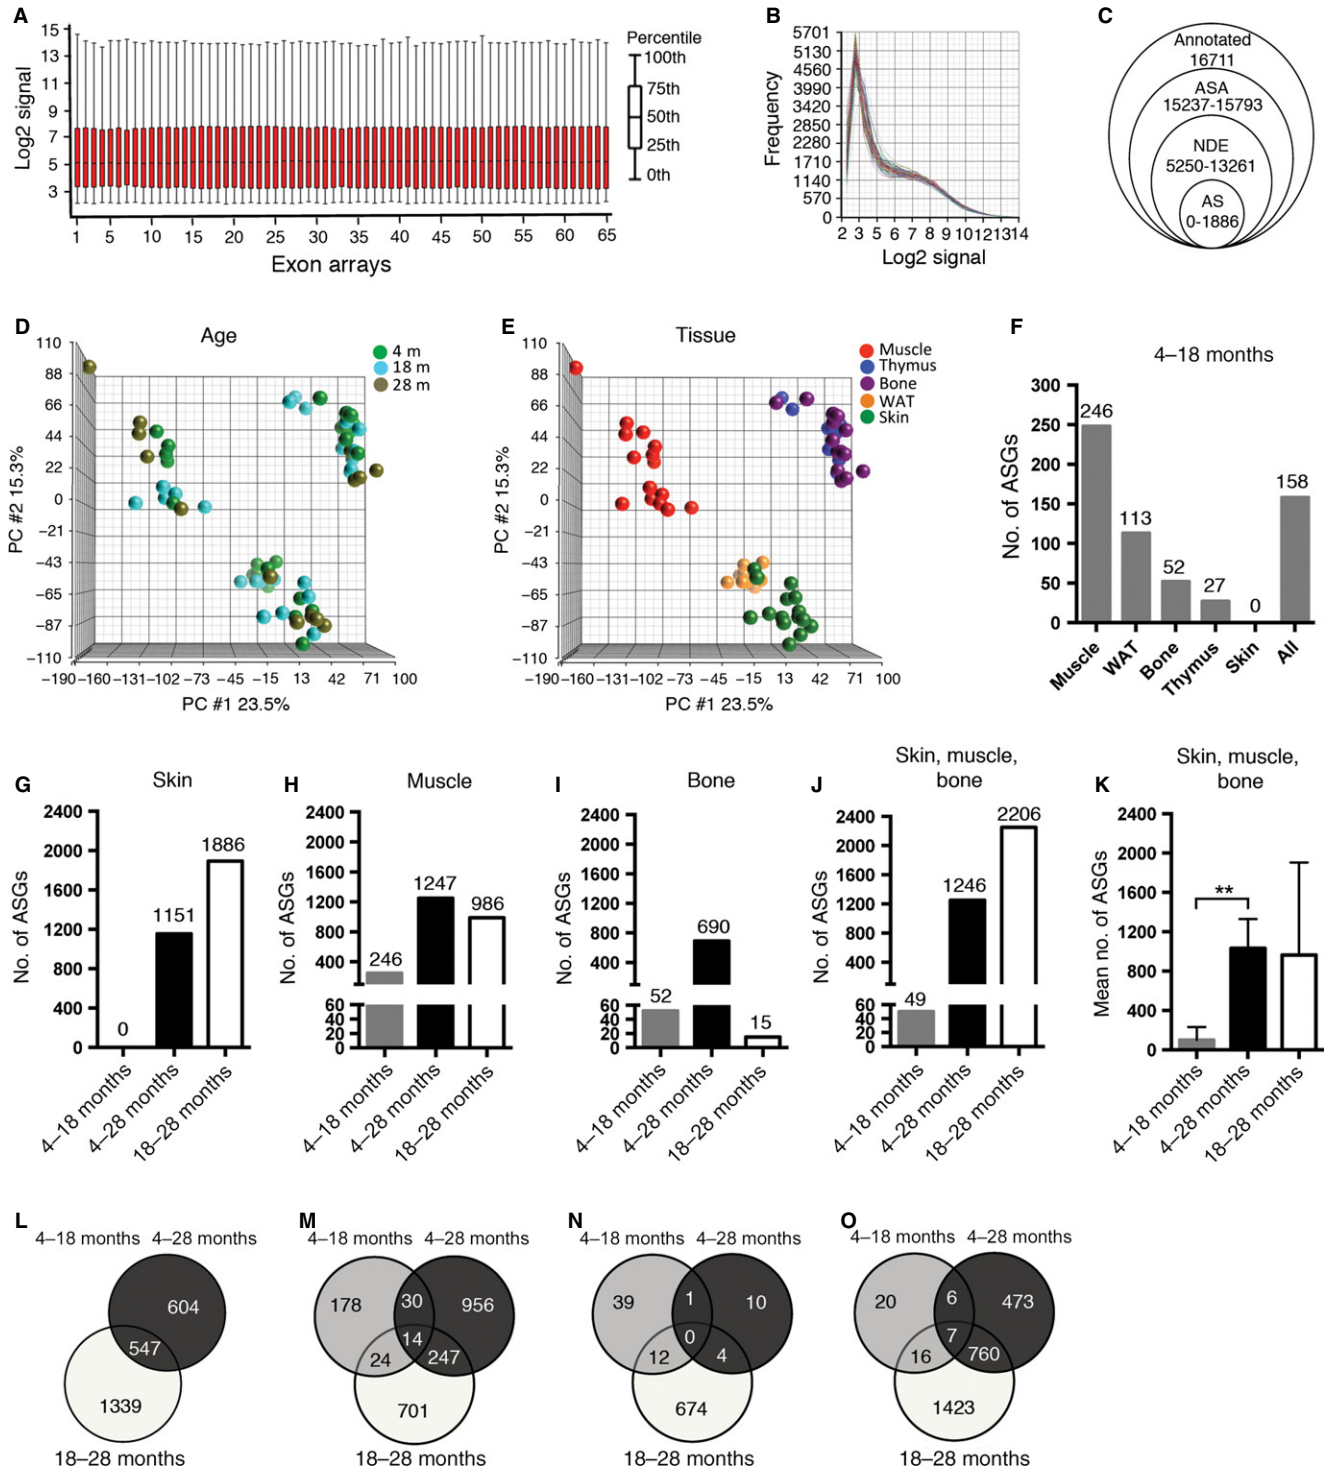 A
15
13
11
9
7
5
3
Log2 signal
1 5 10 15 20 25 30 35 40 45 50 55 60 65
Exon arrays
Percentile
100th
75th
50th
25th
0th
B
5701
5130
4560
3990
3420
2850
2280
1710
1140
570
0
Frequency
2 3 4 5 6 7 8 9 10 11 12 13 14
Log2 signal
C
Annotated
16711
ASA
15237-15793
NDE
5250-13261
AS
0-1886
D
Age
4 m
18 m
28 m
110
88
66
44
22
0
−21
−43
−65
−87
−110
PC #2 15.3%
−190 −160 −131 −102 −73 −45 −15 13 42 71 100
PC #1 23.5%
E
Tissue
Muscle
Thymus
Bone
WAT
Skin
110
88
66
44
22
0
−21
−43
−65
−87
−110
PC #2 15.3%
−190 −160 −131 −102 −73 −45 −15 13 42 71 100
PC #1 23.5%
F
4–18 months
300
250
200
150
100
50
0
No. of ASGs
246 113 52 27 0 158
Muscle WAT Bone Thymus Skin All
G
Skin
2400
2000
1600
1200
800
400
0
No. of ASGs
0 1151 1886
4–18 months
4–28 months
18–28 months
H
Muscle
2400
2000
1600
1200
800
400
60
40
20
0
No. of ASGs
246 1247 986
4–18 months
4–28 months
18–28 months
I
Bone
2400
2000
1600
1200
800
400
60
40
20
0
No. of ASGs
52 690 15
4–18 months
4–28 months
18–28 months
J
Skin, muscle,
bone
2400
2000
1600
1200
800
400
60
40
20
0
No. of ASGs
49 1246 2206
4–18 months
4–28 months
18–28 months
K
Skin, muscle,
bone
2400
2000
1600
1200
800
400
0
Mean no. of ASGs
**
4–18 months
4–28 months
18–28 months
L
4–18 months 4–28 months
604
547
1339
18–28 months
M
4–18 months 4–28 months
178 30 956
14
24 247
701
18–28 months
N
4–18 months 4–28 months
39 1 10
0
12 4
674
18–28 months
O
4–18 months 4–28 months
20 6 473
7
16 760
1423
18–28 months